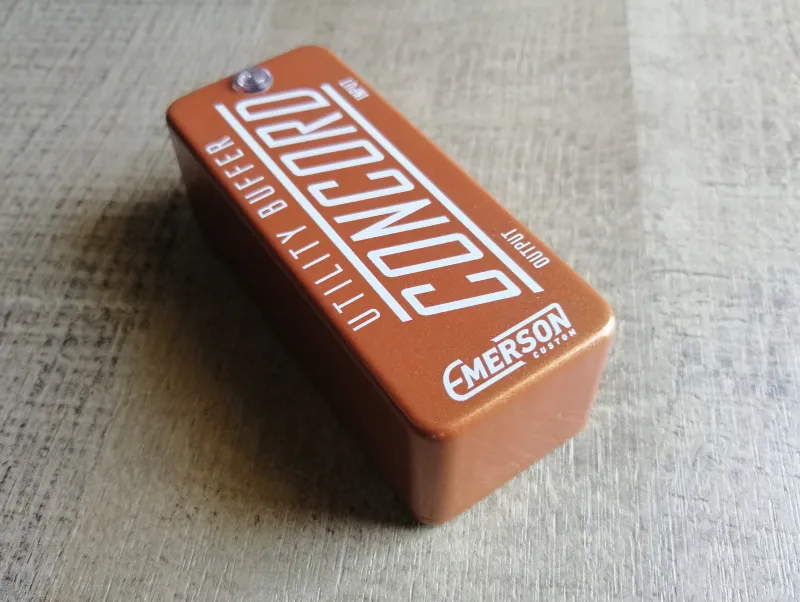 UTILITY BUFFER
CONCORD
INPUT
OUTPUT
EMERSON
CUSTOM